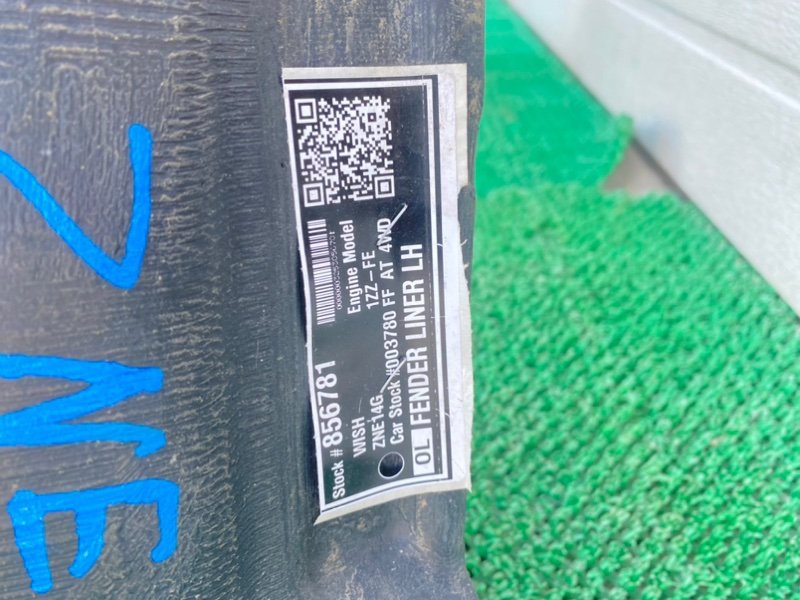 ZNE
Stock # 856781
WISH
Engine Model
ZNE14G
1ZZ-FE
Car Stock #003780 FF AT 4WD
OL FENDER LINER LH